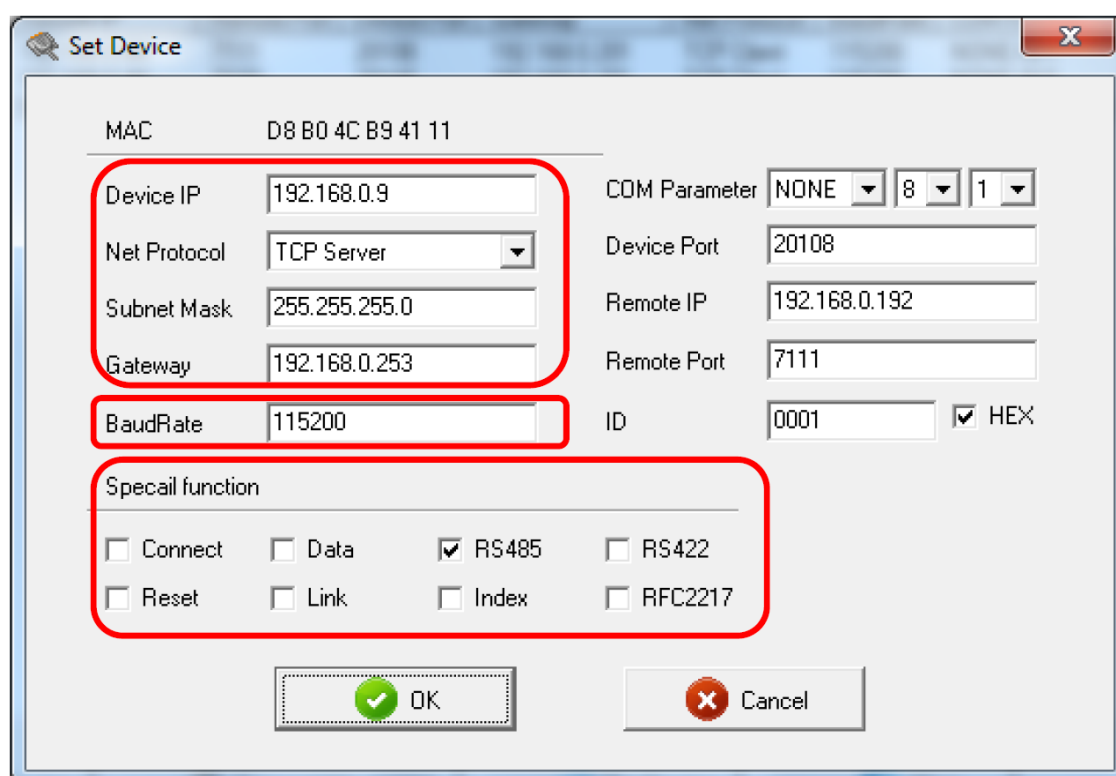 Set Device
MAC D8 B0 4C B9 41 11
Device IP 192.168.0.9
Net Protocol TCP Server
Subnet Mask 255.255.255.0
Gateway 192.168.0.253
BaudRate 115200
COM Parameter NONE 8 1
Device Port 20108
Remote IP 192.168.0.192
Remote Port 7111
ID 0001 HEX
Specail function
Connect Data RS485 RS422
Reset Link Index RFC2217
OK Cancel